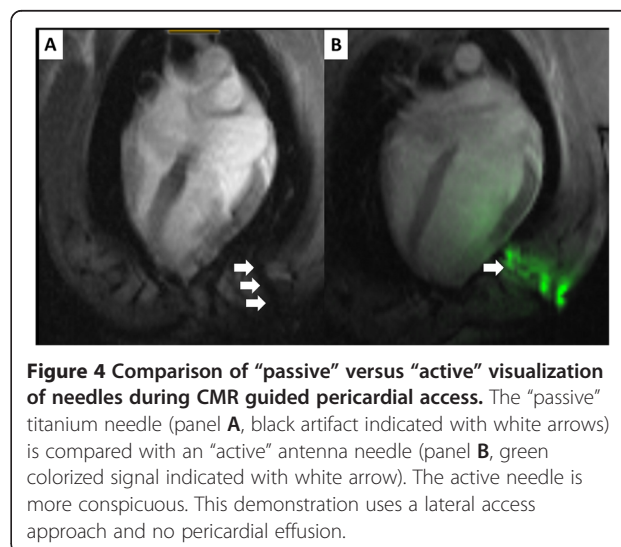 A
B
Figure 4 Comparison of “passive” versus “active” visualization
of needles during CMR guided pericardial access. The “passive”
titanium needle (panel A, black artifact indicated with white arrows)
is compared with an “active” antenna needle (panel B, green
colorized signal indicated with white arrow). The active needle is
more conspicuous. This demonstration uses a lateral access
approach and no pericardial effusion.